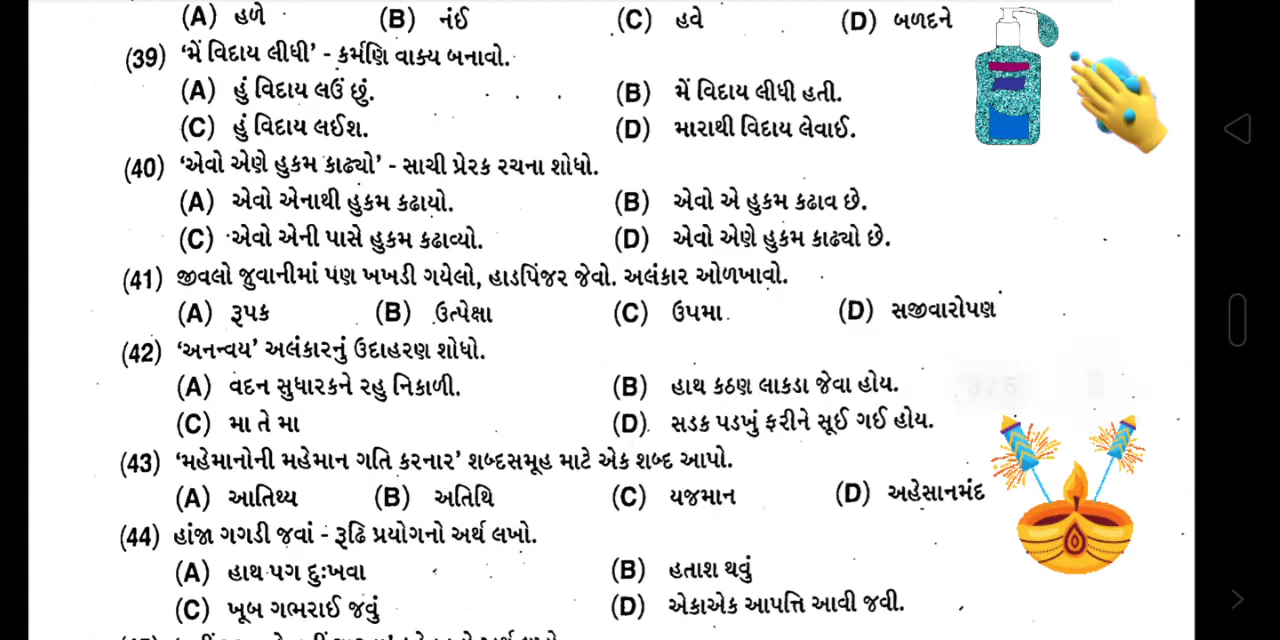 (A) હળે (B) નંઈ (C) હવે (D) બળદને
(39) ‘મેં વિદાય લીધી’ - કર્મણિ વાક્ય બનાવો.
(A) હું વિદાય લઉં છું. (B) મેં વિદાય લીધી હતી.
(C) હું વિદાય લઈશ. (D) મારાથી વિદાય લેવાઈ.
(40) ‘એવો એણે હુકમ કાઢ્યો’ - સાચી પ્રેરક રચના શોધો.
(A) એવો એનાથી હુકમ કઢાયો. (B) એવો એ હુકમ કઢાવ છે.
(C) એવો એની પાસે હુકમ કઢાવ્યો. (D) એવો એણે હુકમ કાઢ્યો છે.
(41) જીવલો જુવાનીમાં પણ ખખડી ગયેલો, હાડપિંજર જેવો. અલંકાર ઓળખાવો.
(A) રૂપક (B) ઉત્પેક્ષા (C) ઉપમા (D) સજીવારોપણ
(42) ‘અનન્વય’ અલંકારનું ઉદાહરણ શોધો.
(A) વદન સુધારકને રહુ નિકાળી. (B) હાથ કઠણ લાકડા જેવા હોય.
(C) મા તે મા (D) સડક પડખું ફરીને સૂઈ ગઈ હોય.
(43) ‘મહેમાનોની મહેમાન ગતિ કરનાર’ શબ્દસમૂહ માટે એક શબ્દ આપો.
(A) આતિથ્ય (B) અતિથિ (C) યજમાન (D) અહેસાનમંદ
(44) હાંજા ગગડી જવાં - રૂઢિ પ્રયોગનો અર્થ લખો.
(A) હાથ પગ દુઃખવા (B) હતાશ થવું
(C) ખૂબ ગભરાઈ જવું (D) એકાએક આપત્તિ આવી જવી.